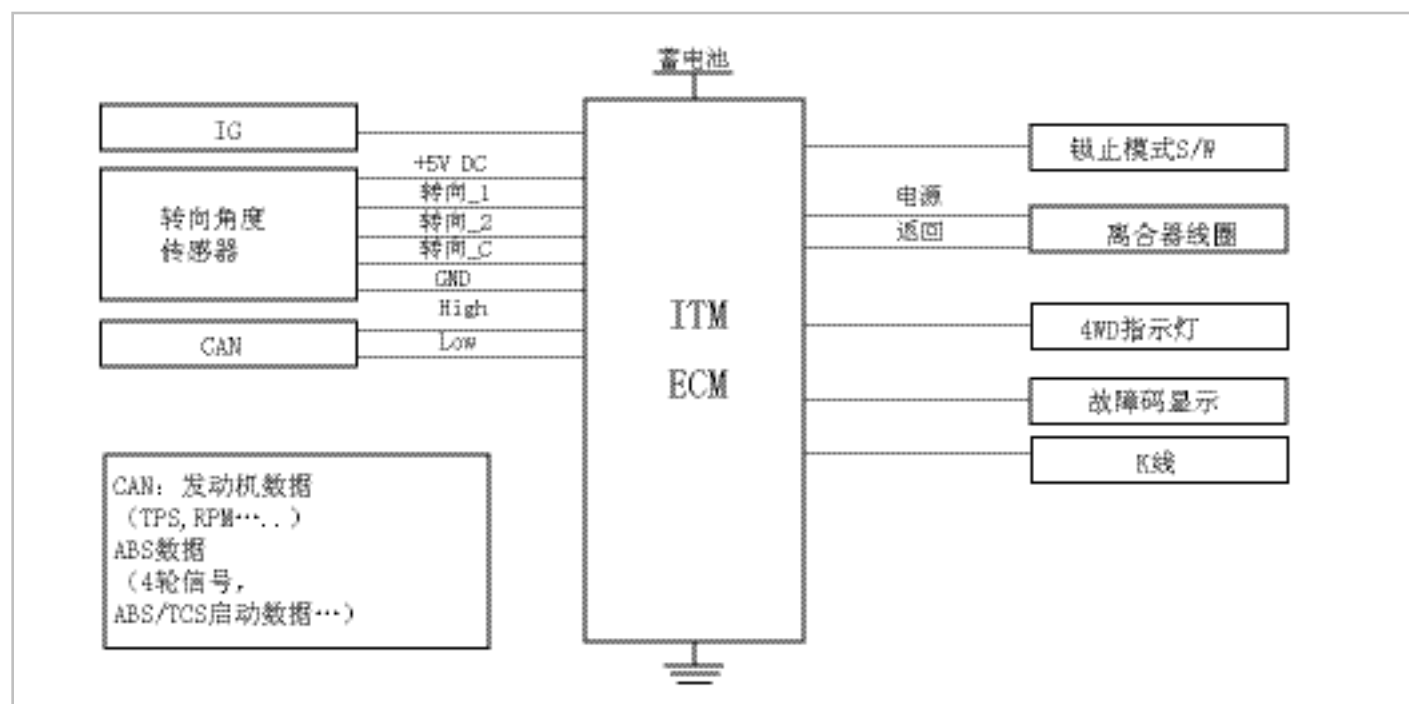 蓄电池
IG
+5V DC
转向_1
转向_2
转向_C
GND
转向角度
传感器
High
Low
CAN
ITM
ECM
锁止模式S/W
电源
返回
离合器线圈
4WD指示灯
故障码显示
K线
CAN: 发动机数据
(TPS,RPM…..)
ABS数据
(4轮信号,
ABS/TCS启动数据…)